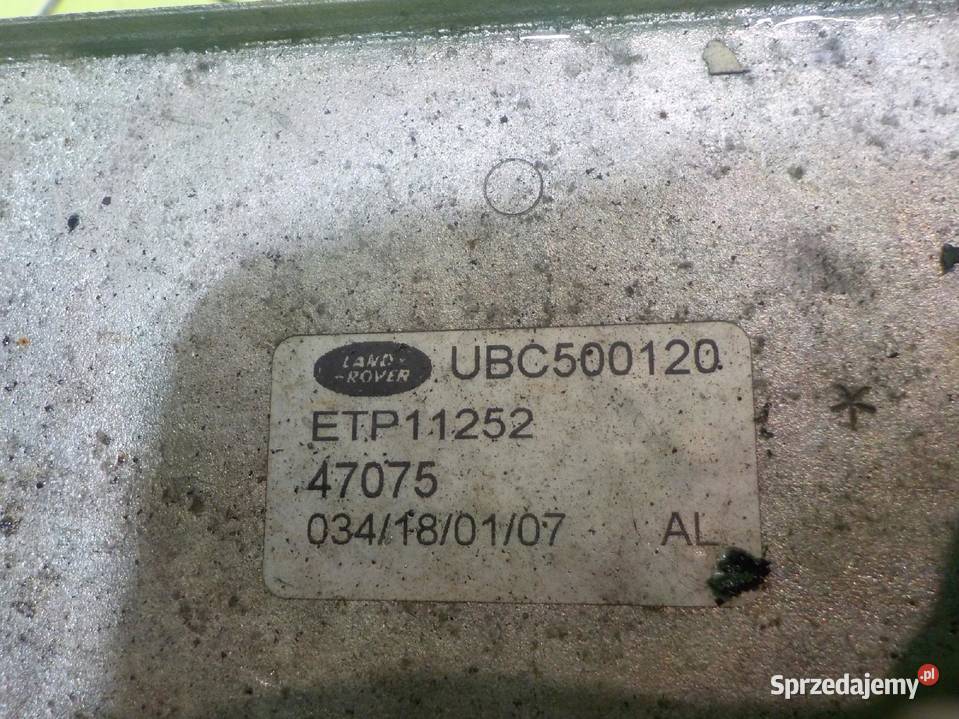 LAND-
-ROVER
UBC500120
ETP11252
47075
034/18/01/07 AL
Sprzedajemy.pl